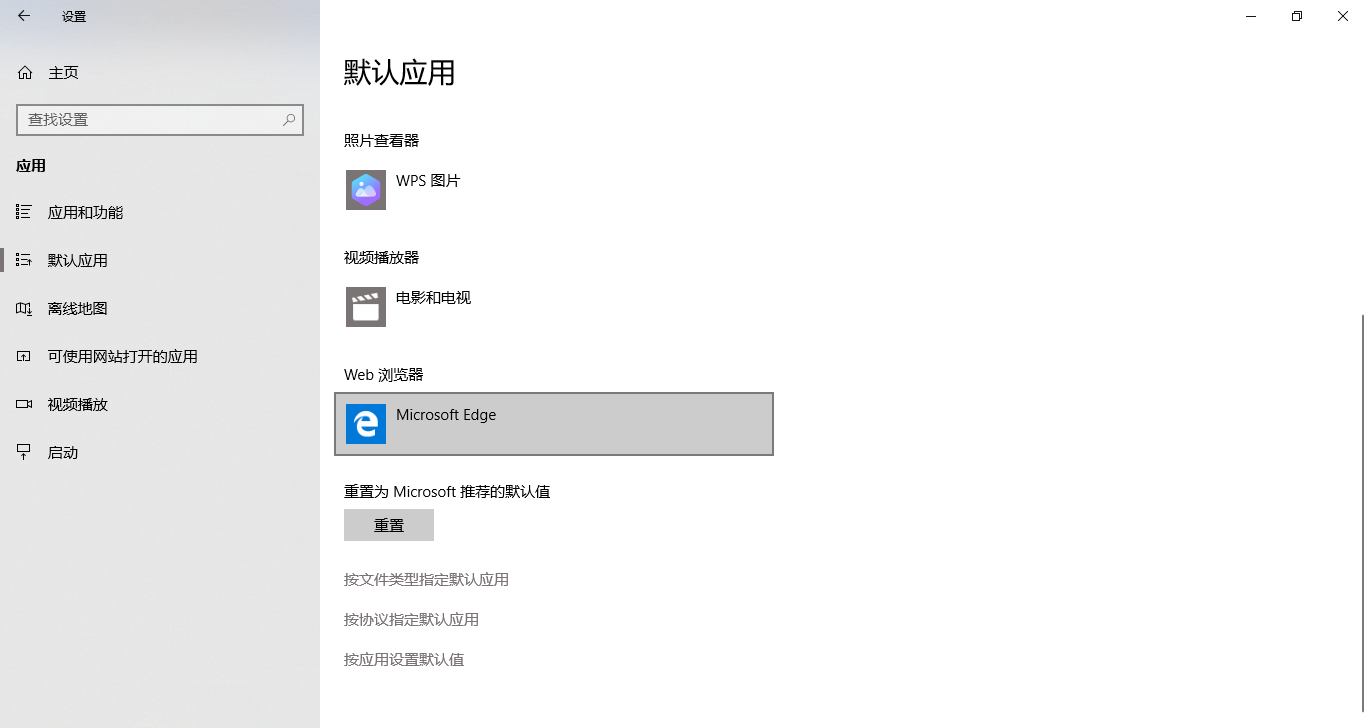 设置
主页
查找设置
应用
应用和功能
默认应用
离线地图
可使用网站打开的应用
视频播放
启动
默认应用
照片查看器
WPS 图片
视频播放器
电影和电视
Web 浏览器
Microsoft Edge
重置为 Microsoft 推荐的默认值
重置
按文件类型指定默认应用
按协议指定默认应用
按应用设置默认值